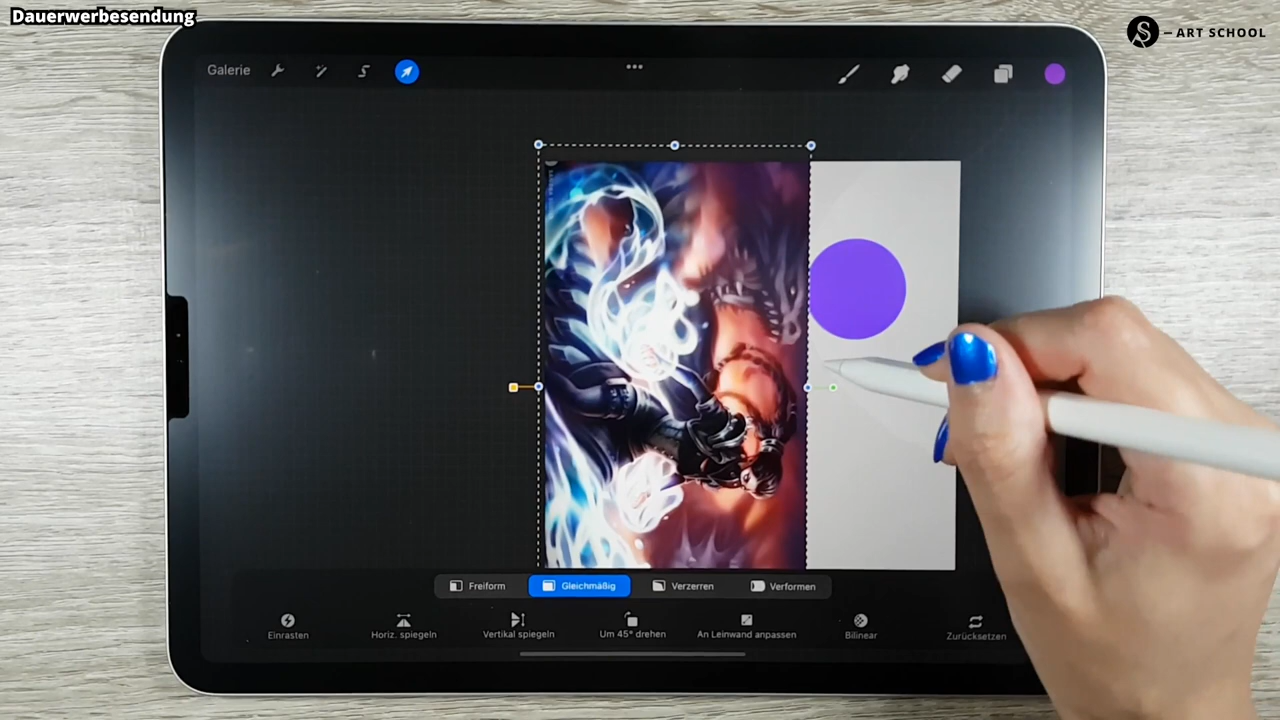 Dauerwerbesendung
S – ART SCHOOL
Galerie
Freiform Gleichmäßig Verzerren Verformen
Einrasten Horiz. spiegeln Vertikal spiegeln Um 45° drehen An Leinwand anpassen Bilinear Zurücksetzen